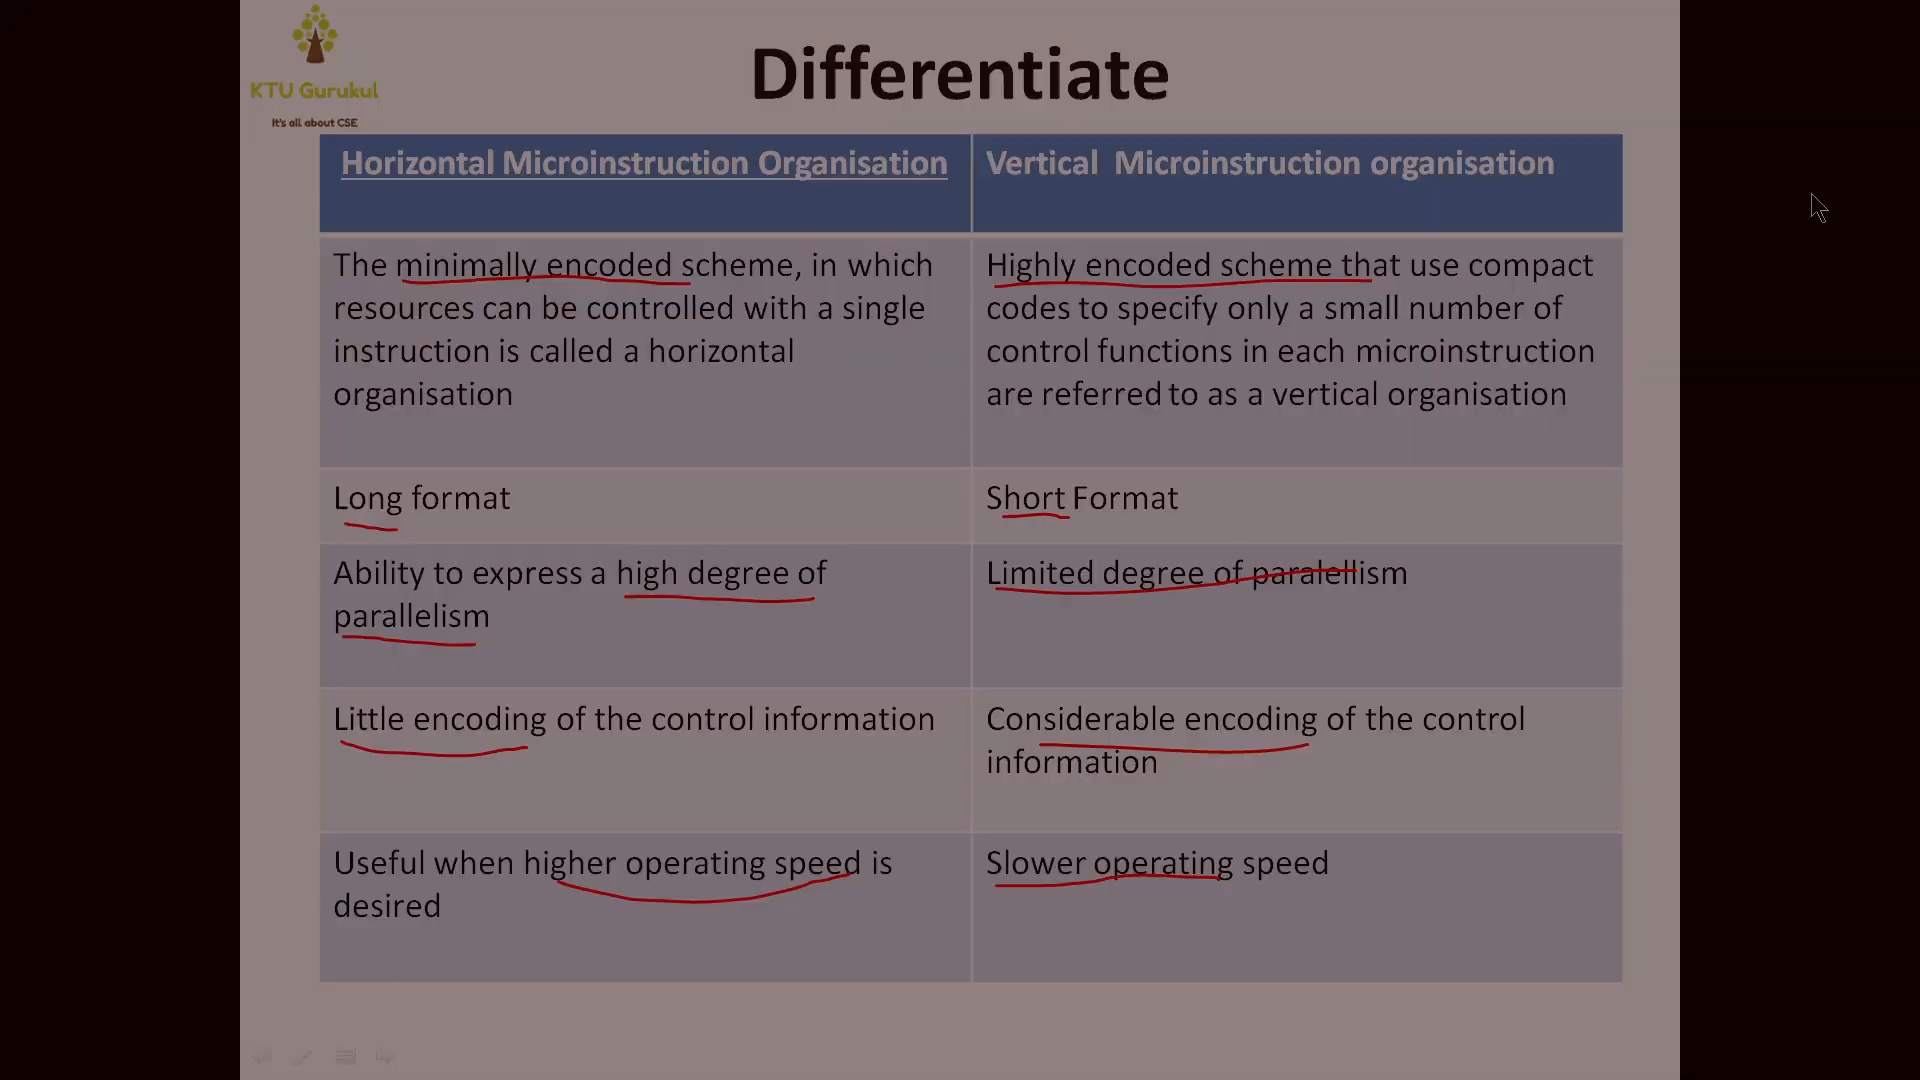 KTU Gurukul
It's all about CSE
Differentiate
Horizontal Microinstruction Organisation
Vertical Microinstruction organisation
The minimally encoded scheme, in which
resources can be controlled with a single
instruction is called a horizontal
organisation
Highly encoded scheme that use compact
codes to specify only a small number of
control functions in each microinstruction
are referred to as a vertical organisation
Long format
Short Format
Ability to express a high degree of
parallelism
Limited degree of paralellism
Little encoding of the control information
Considerable encoding of the control
information
Useful when higher operating speed is
desired
Slower operating speed